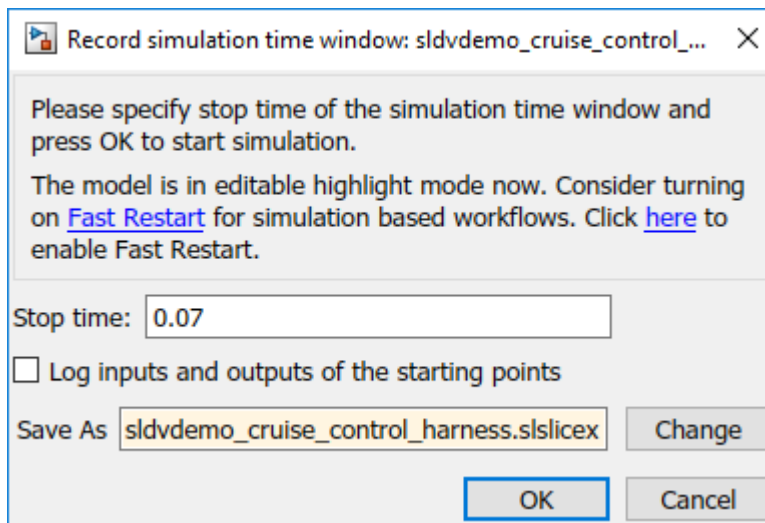 Record simulation time window: sldvdemo_cruise_control_...
Please specify stop time of the simulation time window and
press OK to start simulation.
The model is in editable highlight mode now. Consider turning
on Fast Restart for simulation based workflows. Click here to
enable Fast Restart.
Stop time: 0.07
Log inputs and outputs of the starting points
Save As sldvdemo_cruise_control_harness.slslicex Change
OK Cancel